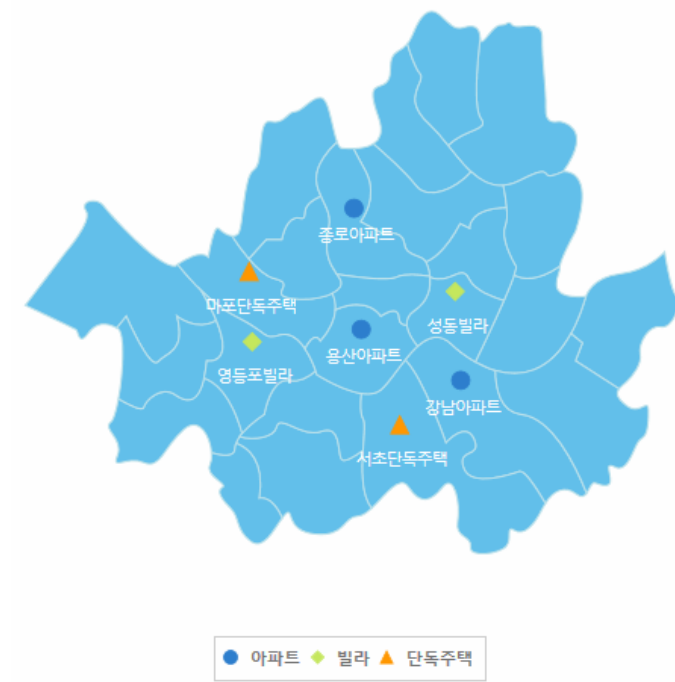 종로아파트
마포단독주택
성동빌라
용산아파트
영등포빌라
강남아파트
서초단독주택
아파트 빌라 단독주택